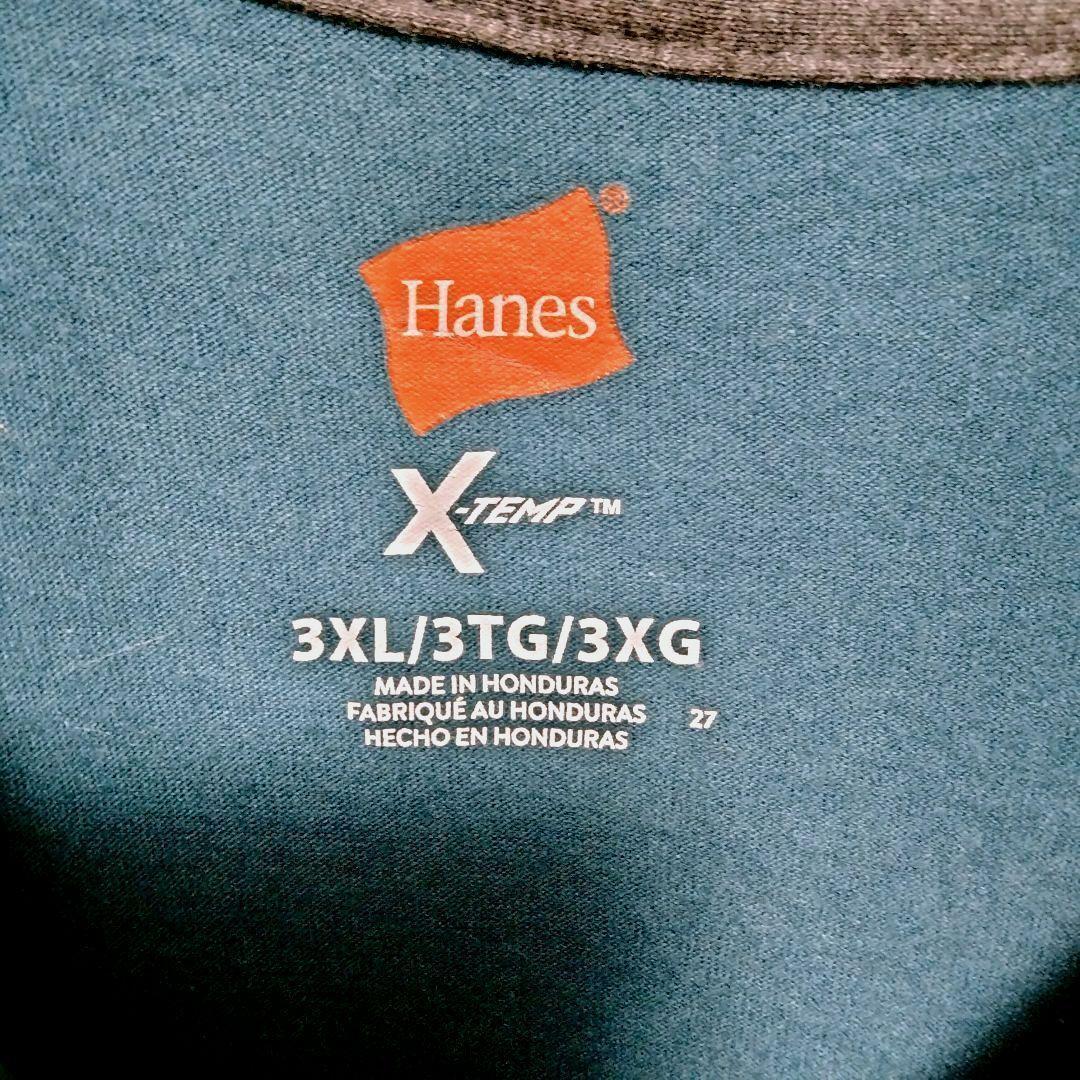 Hanes®
X-TEMP™
3XL/3TG/3XG
MADE IN HONDURAS
FABRIQUÉ AU HONDURAS 27
HECHO EN HONDURAS